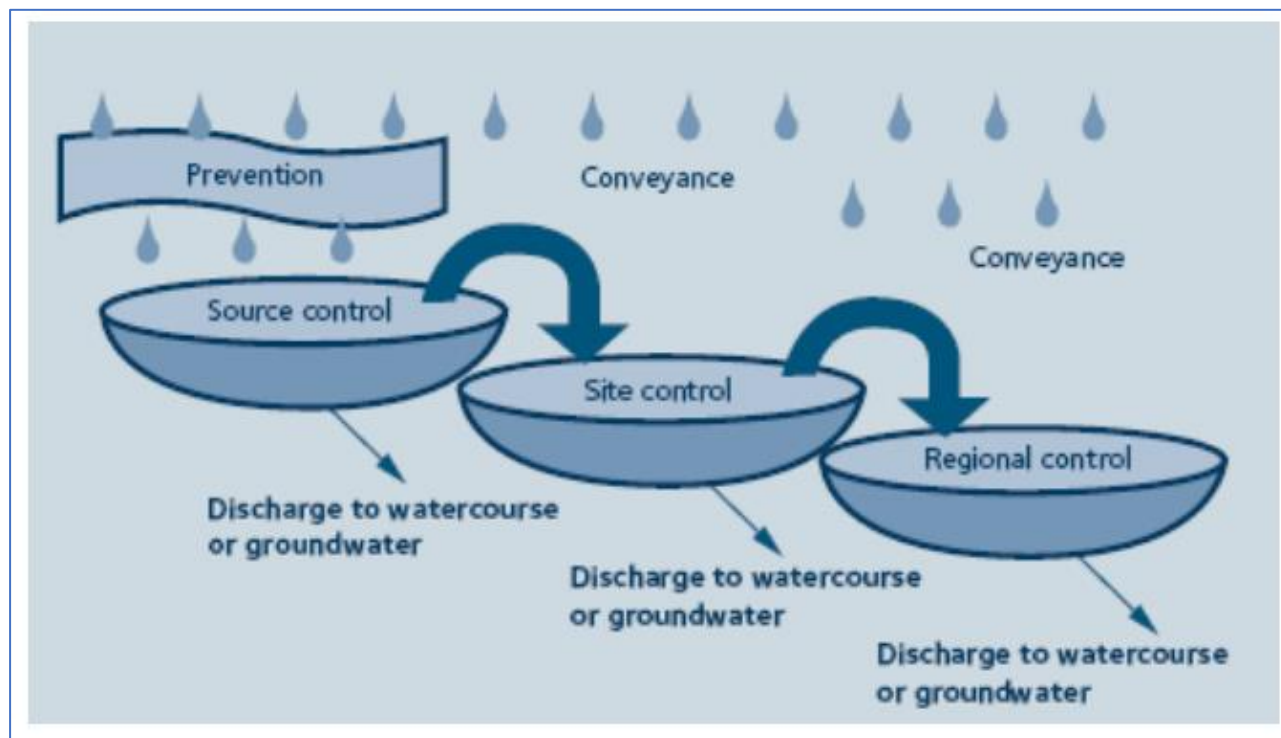 Prevention
Conveyance
Conveyance
Source control
Site control
Regional control
Discharge to watercourse
or groundwater
Discharge to watercourse
or groundwater
Discharge to watercourse
or groundwater